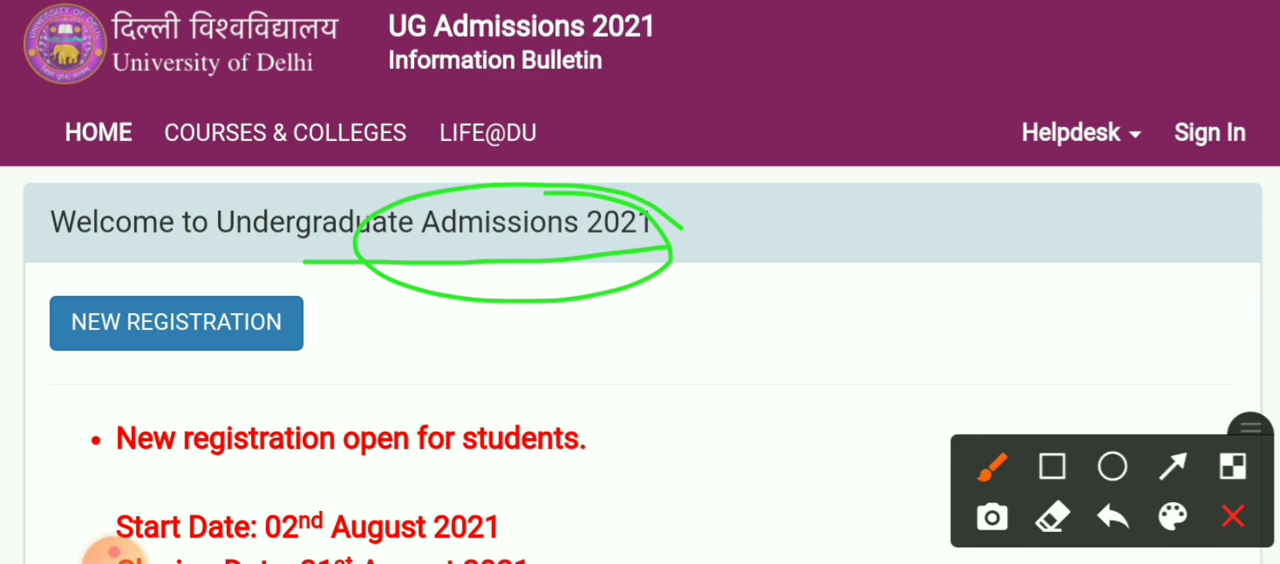 दिल्ली विश्वविद्यालय
University of Delhi
UG Admissions 2021
Information Bulletin
HOME COURSES & COLLEGES LIFE@DU Helpdesk Sign In
Welcome to Undergraduate Admissions 2021
NEW REGISTRATION
• New registration open for students.
Start Date: 02nd August 2021